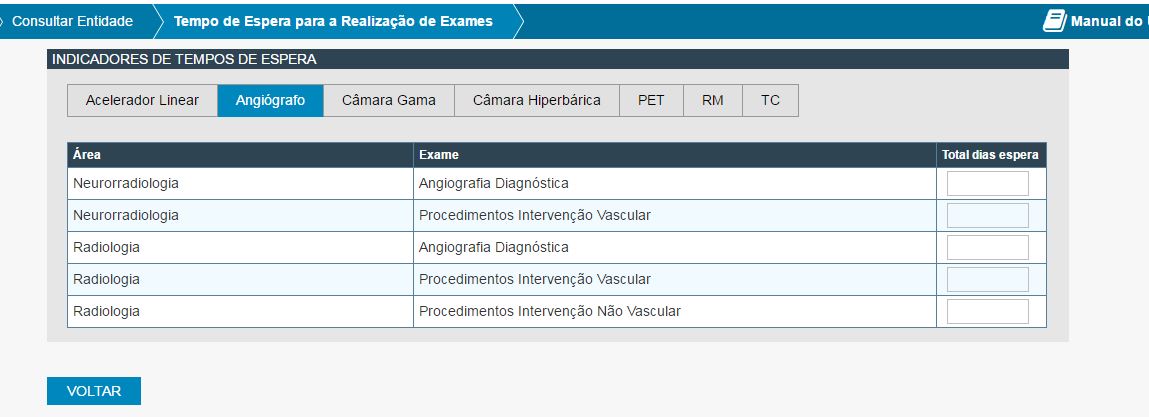 Consultar Entidade Tempo de Espera para a Realização de Exames Manual do
INDICADORES DE TEMPOS DE ESPERA
Acelerador Linear Angiógrafo Câmara Gama Câmara Hiperbárica PET RM TC
Área Exame Total dias espera
Neurorradiologia Angiografia Diagnóstica
Neurorradiologia Procedimentos Intervenção Vascular
Radiologia Angiografia Diagnóstica
Radiologia Procedimentos Intervenção Vascular
Radiologia Procedimentos Intervenção Não Vascular
VOLTAR